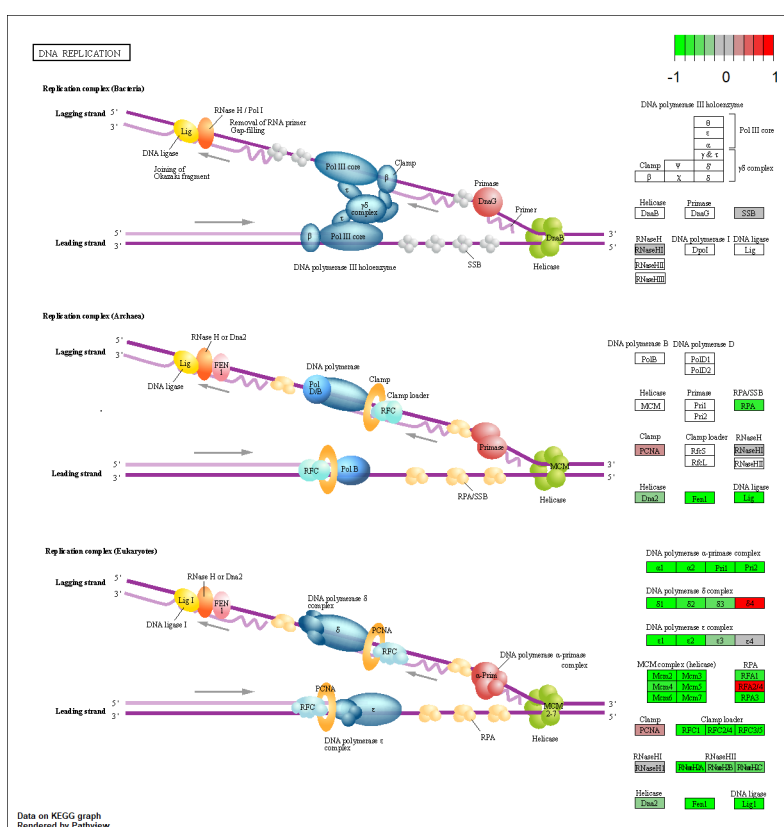 DNA REPLICATION
-1 0 1
Replication complex (Bacteria)
Lagging strand 5' 3'
RNase H / Pol I
Removal of RNA primer
Gap-filling
Lig
DNA ligase
Joining of
Okazaki fragment
Pol III core
Clamp
β
τ
γδ
complex
τ
β
Pol III core
Primase
DnaG
Primer
DnaB
3'
5'
Leading strand 5' 3'
DNA polymerase III holoenzyme
SSB
Helicase
DNA polymerase III holoenzyme
θ
ε
α
Pol III core
γ & τ
Clamp ψ δ'
β χ δ
γδ complex
Helicase Primase
DnaB DnaG SSB
RNaseH DNA polymerase I DNA ligase
RNaseHI DpoI Lig
RNaseHII
RNaseHIII
Replication complex (Archaea)
Lagging strand 5' 3'
RNase H or Dna2
Lig
FEN
1
DNA ligase
DNA polymerase
Pol
D/B
Clamp
Clamp loader
RFC
Primase
MCM
3'
5'
Leading strand 5' 3'
RFC
Pol B
RPA/SSB
Helicase
DNA polymerase B DNA polymerase D
PolB PolD1
PolD2
Helicase Primase RPA/SSB
MCM Pri1 RPA
Pri2
Clamp Clamp loader RNaseH
PCNA RfcS RNaseHI
RfcL RNaseHII
Helicase DNA ligase
Dna2 Fen1 Lig
Replication complex (Eukaryotes)
Lagging strand 5' 3'
RNase H or Dna2
Lig I
FEN
1
DNA ligase I
DNA polymerase δ
complex
δ
PCNA
RFC
DNA polymerase α-primase
complex
α-Prim
MCM
2-7
3'
5'
Leading strand 5' 3'
RFC
PCNA
ε
DNA polymerase ε
complex
RPA
Helicase
DNA polymerase α-primase complex
α1 α2 Pri1 Pri2
DNA polymerase δ complex
δ1 δ2 δ3 δ4
DNA polymerase ε complex
ε1 ε2 ε3 ε4
MCM complex (helicase) RPA
Mcm2 Mcm3 RPA1
Mcm4 Mcm5 RPA2/4
Mcm6 Mcm7 RPA3
Clamp Clamp loader
PCNA RFC1 RFC2/4 RFC3/5
RNaseHI RNaseHII
RNaseH1 RNaseH2A RNaseH2B RNaseH2C
Helicase DNA ligase
Dna2 Fen1 Lig1
Data on KEGG graph
Rendered by Pathview